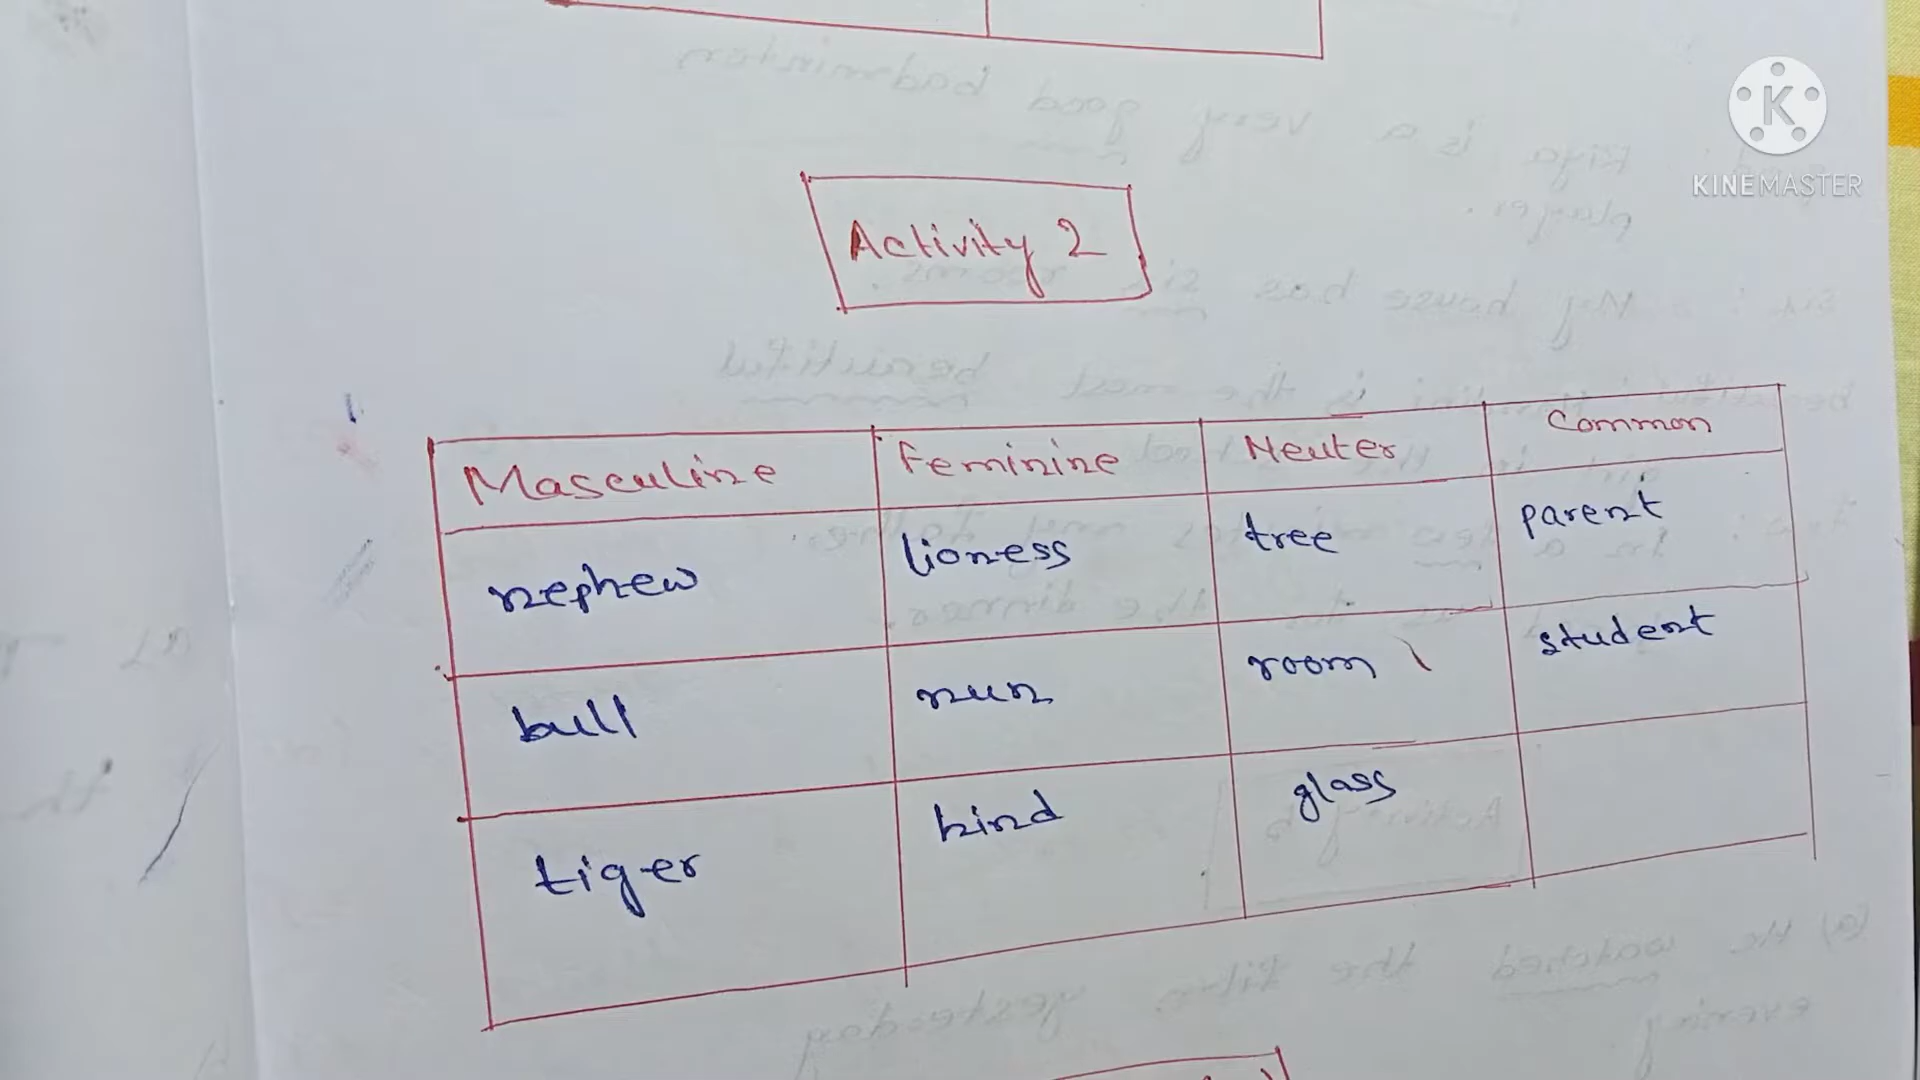 KINEMASTER
Activity 2
Masculine Feminine Neuter Common
nephew lioness tree parent
bull nun room student
tiger hind glass